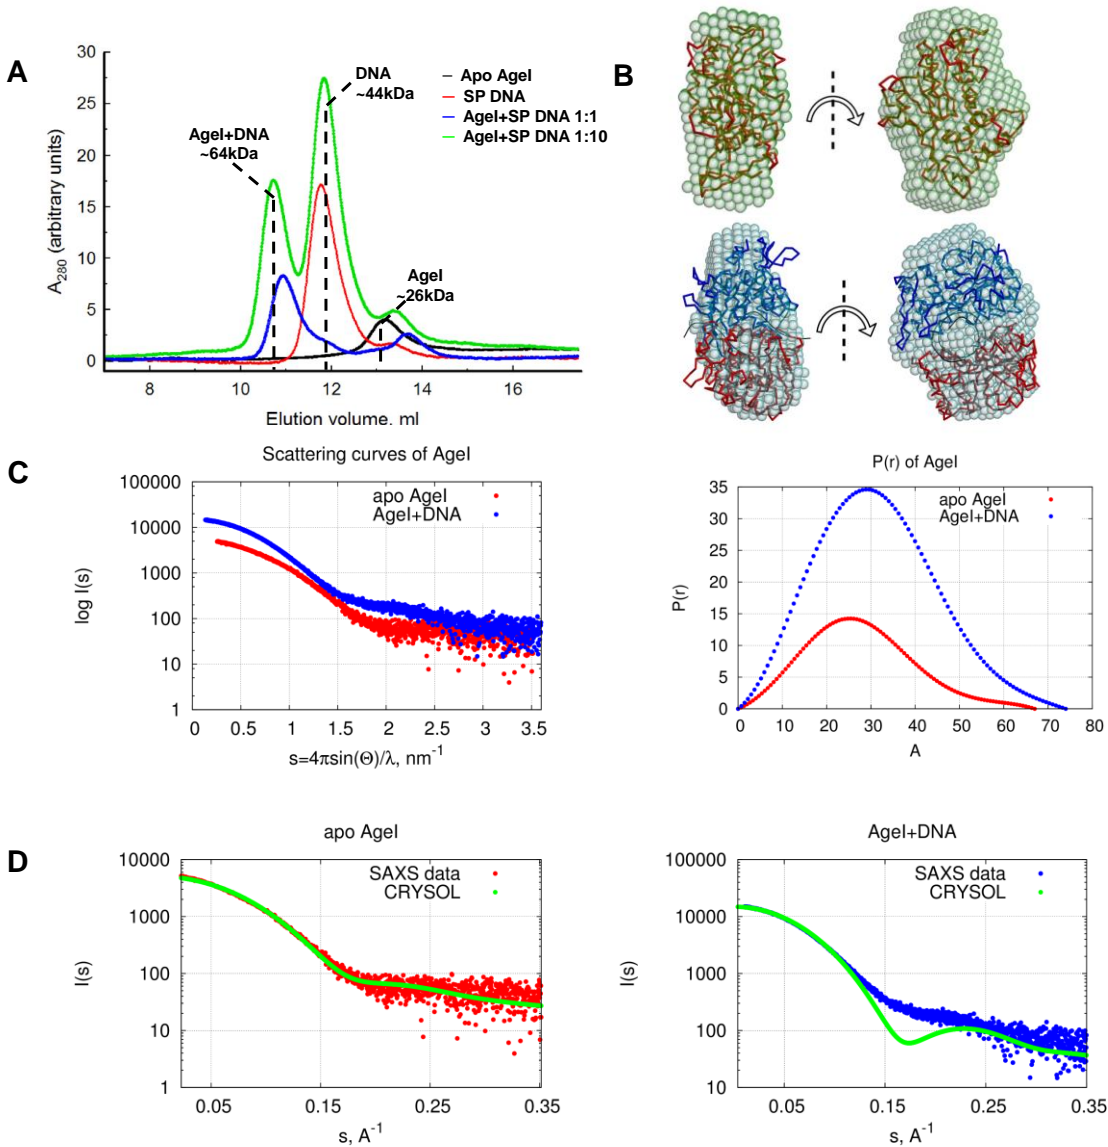 A
30
25
20
15
10
5
0
A280 (arbitrary units)
8
10
12
14
16
Elution volume. ml
AgeI+DNA
~64kDa
DNA
~44kDa
AgeI
~26kDa
Apo AgeI
SP DNA
AgeI+SP DNA 1:1
AgeI+SP DNA 1:10
B
C
Scattering curves of AgeI
100000
10000
1000
100
10
1
log I(s)
apo AgeI
AgeI+DNA
0 0.5 1 1.5 2 2.5 3 3.5
s=4πsin(Θ)/λ, nm-1
P(r) of AgeI
35
30
25
20
15
10
5
0
P(r)
apo AgeI
AgeI+DNA
0 10 20 30 40 50 60 70 80
A
D
apo AgeI
10000
1000
100
10
1
I(s)
SAXS data
CRYSOL
0.05 0.15 0.25 0.35
s, A-1
AgeI+DNA
100000
10000
1000
100
10
I(s)
SAXS data
CRYSOL
0.05 0.15 0.25 0.35
s, A-1